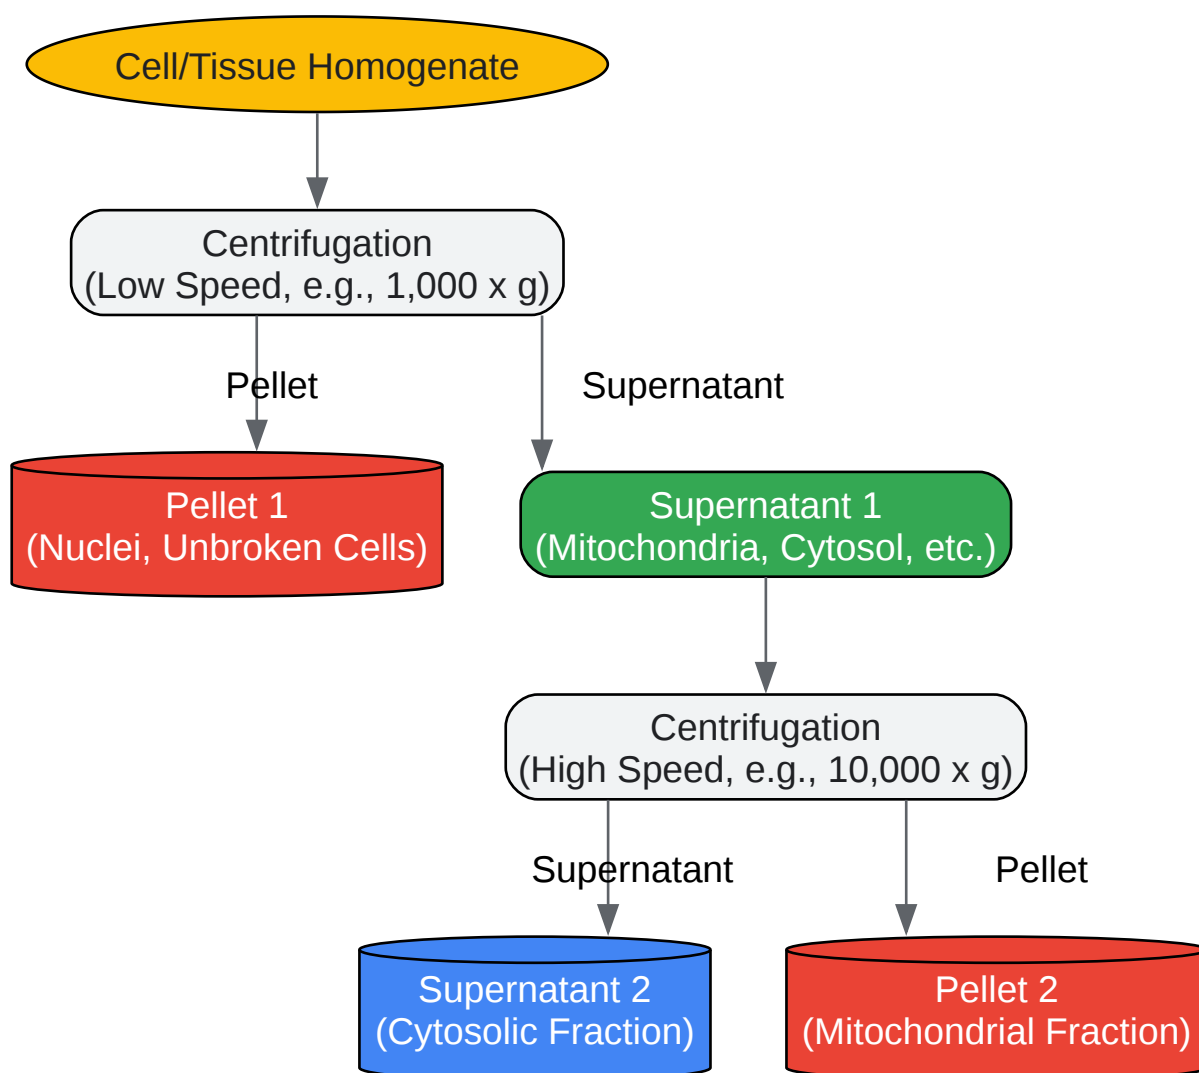 Cell/Tissue Homogenate
Centrifugation
(Low Speed, e.g., 1,000 x g)
Pellet
Supernatant
Pellet 1
(Nuclei, Unbroken Cells)
Supernatant 1
(Mitochondria, Cytosol, etc.)
Centrifugation
(High Speed, e.g., 10,000 x g)
Supernatant
Pellet
Supernatant 2
(Cytosolic Fraction)
Pellet 2
(Mitochondrial Fraction)